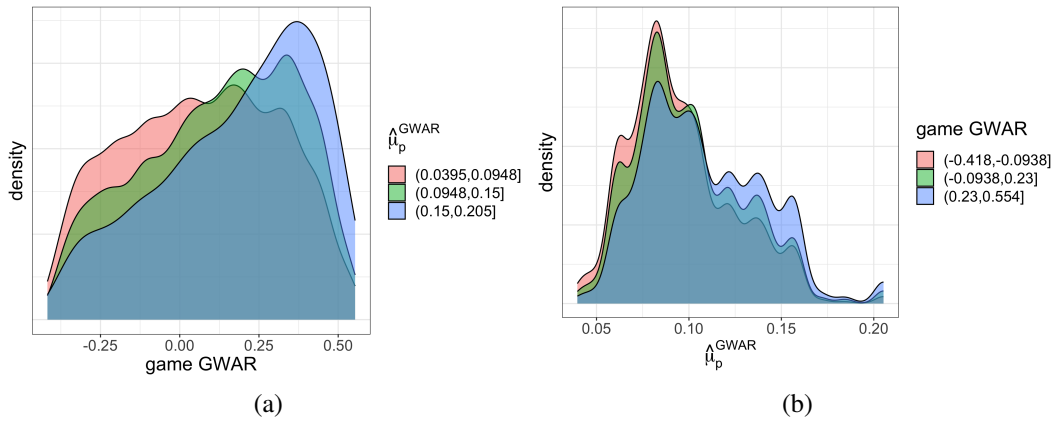 density
-0.25 0.00 0.25 0.50
game GWAR
μ̂ₚᴳᵂᴬᴿ
(0.0395,0.0948]
(0.0948,0.15]
(0.15,0.205]
(a)
density
0.05 0.10 0.15 0.20
μ̂ₚᴳᵂᴬᴿ
game GWAR
(-0.418,-0.0938]
(-0.0938,0.23]
(0.23,0.554]
(b)